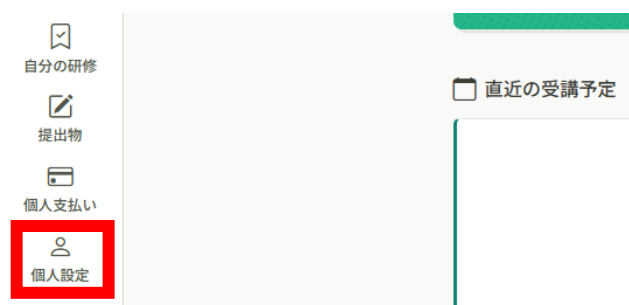 自分の研修
提出物
個人支払い
個人設定
直近の受講予定